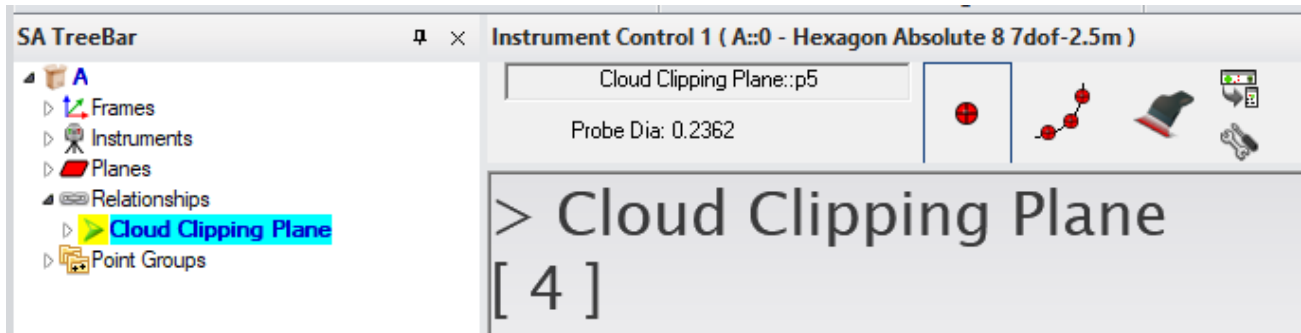 SA TreeBar
A
Frames
Instruments
Planes
Relationships
Cloud Clipping Plane
Point Groups
Instrument Control 1 ( A::0 - Hexagon Absolute 8 7dof-2.5m )
Cloud Clipping Plane::p5
Probe Dia: 0.2362
> Cloud Clipping Plane
[ 4 ]